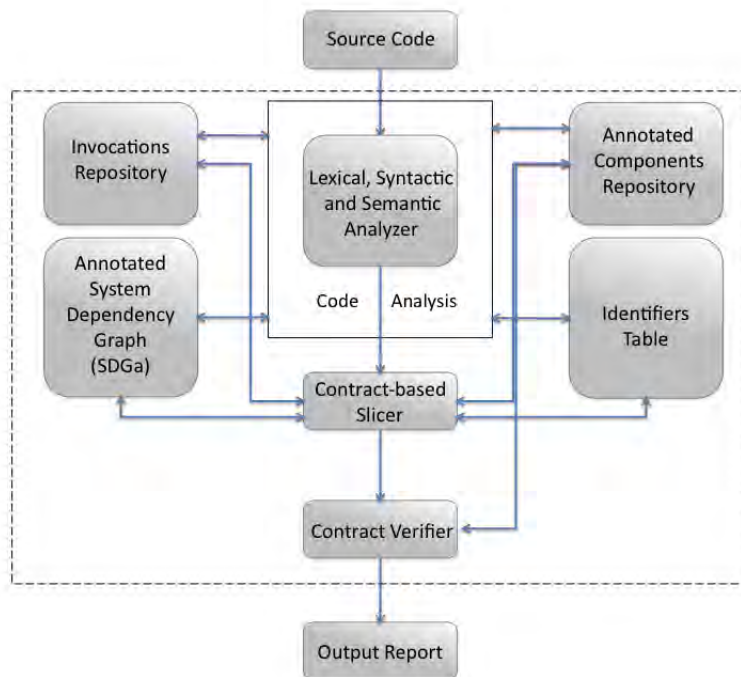 Source Code
Invocations
Repository
Lexical, Syntactic
and Semantic
Analyzer
Annotated
Components
Repository
Annotated
System
Dependency
Graph
(SDGa)
Code Analysis
Identifiers
Table
Contract-based
Slicer
Contract Verifier
Output Report